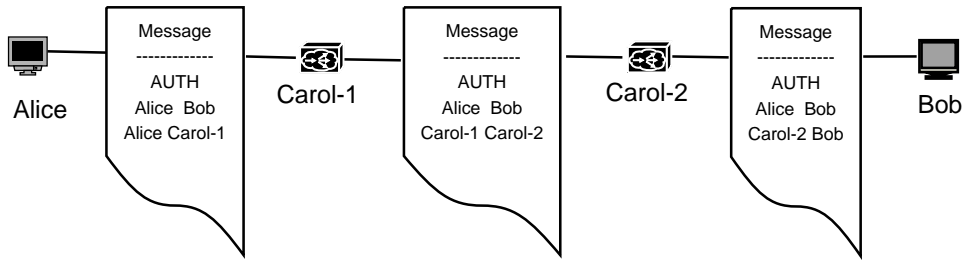 Message
-------------
AUTH
Alice Bob
Alice Carol-1
Message
-------------
AUTH
Alice Bob
Carol-1 Carol-2
Message
-------------
AUTH
Alice Bob
Carol-2 Bob
Alice
Carol-1
Carol-2
Bob